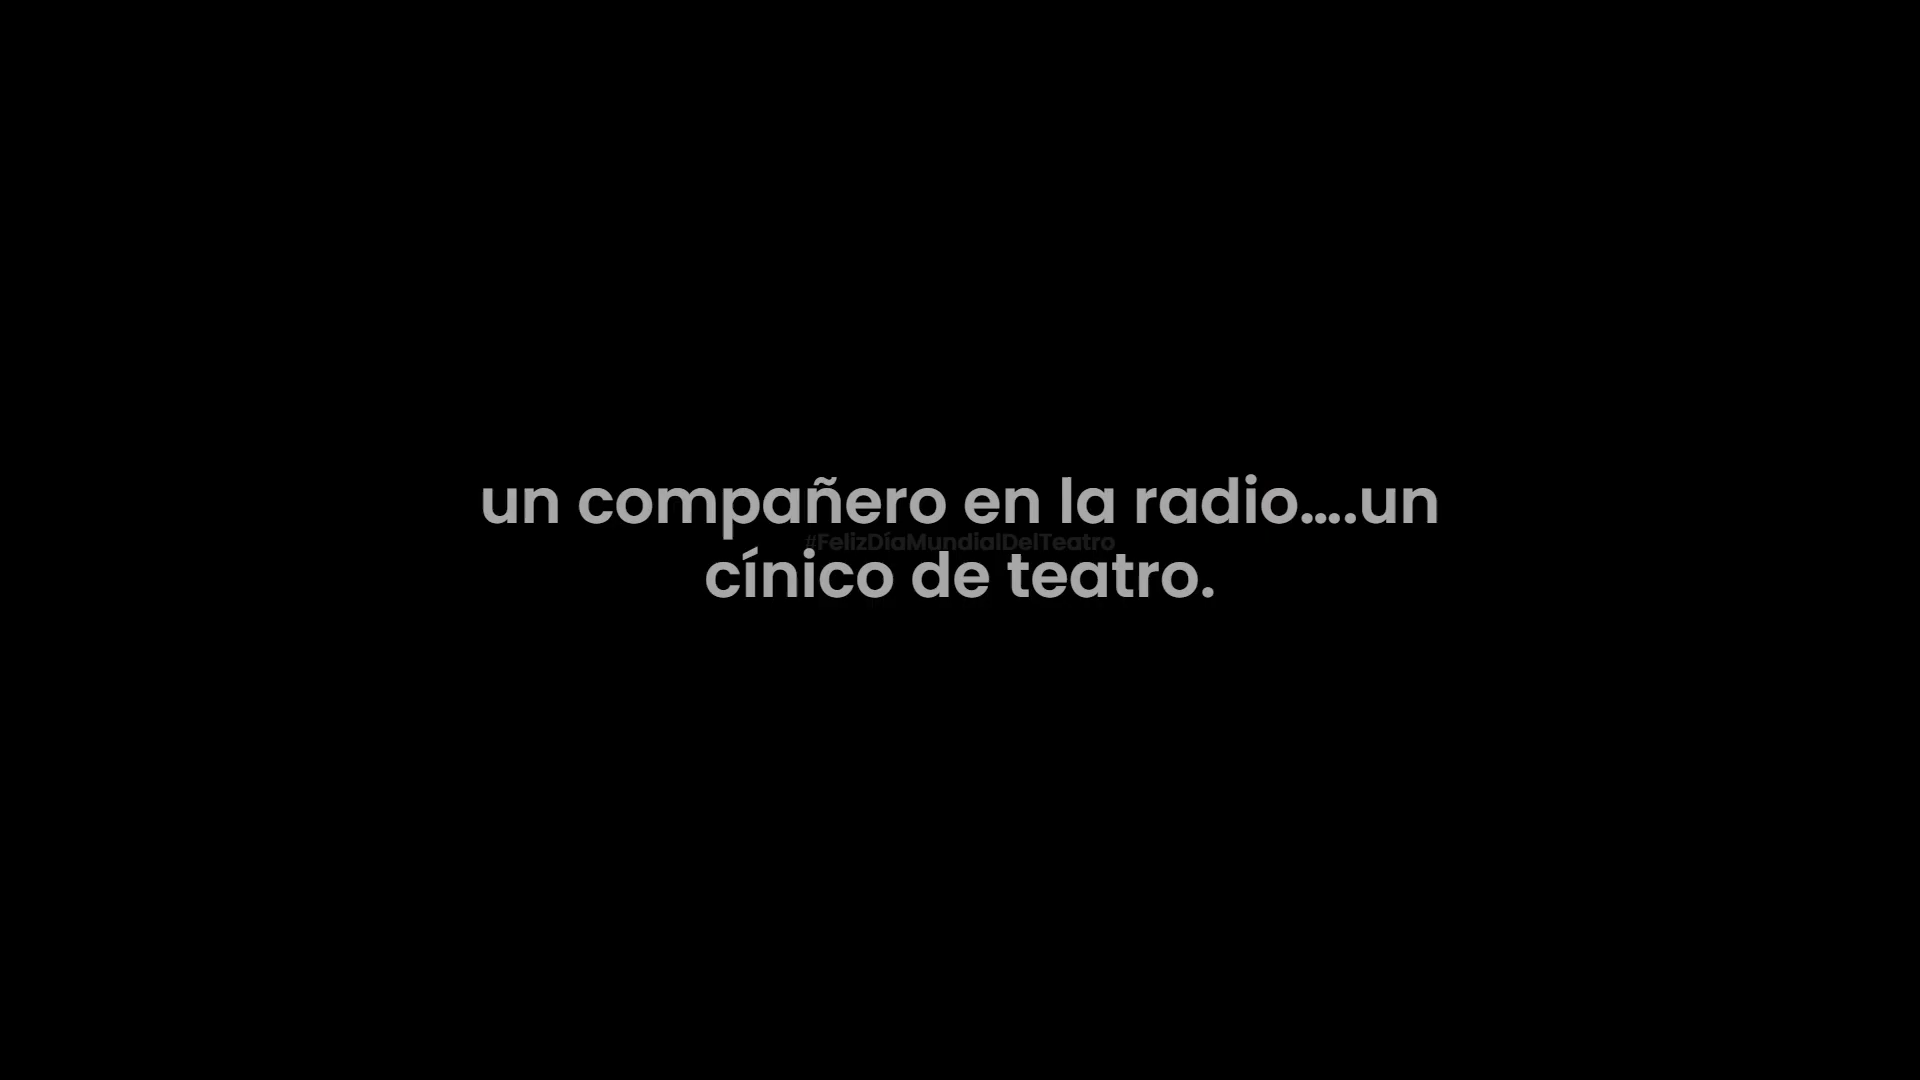 un compañero en la radio....un
#FelizDíaMundialDelTeatro
cínico de teatro.